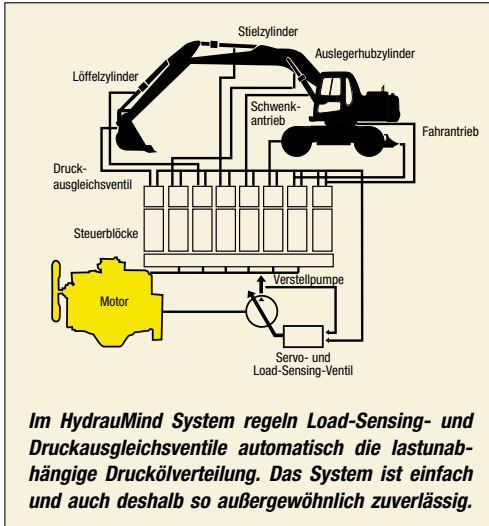 Stielzylinder
Auslegerhubzylinder
Löffelzylinder
Schwenk-
antrieb
Fahrantrieb
Druck-
ausgleichsventil
Steuerblöcke
Verstellpumpe
Motor
Servo- und
Load-Sensing-Ventil
Im HydrauMind System regeln Load-Sensing- und
Druckausgleichsventile automatisch die lastunab-
hängige Druckölverteilung. Das System ist einfach
und auch deshalb so außergewöhnlich zuverlässig.